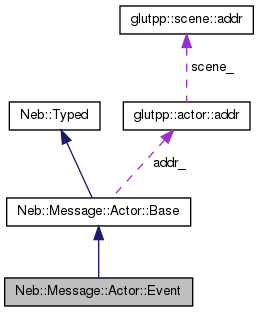 glutpp::scene::addr
scene_
Neb::Typed
glutpp::actor::addr
addr_
Neb::Message::Actor::Base
Neb::Message::Actor::Event